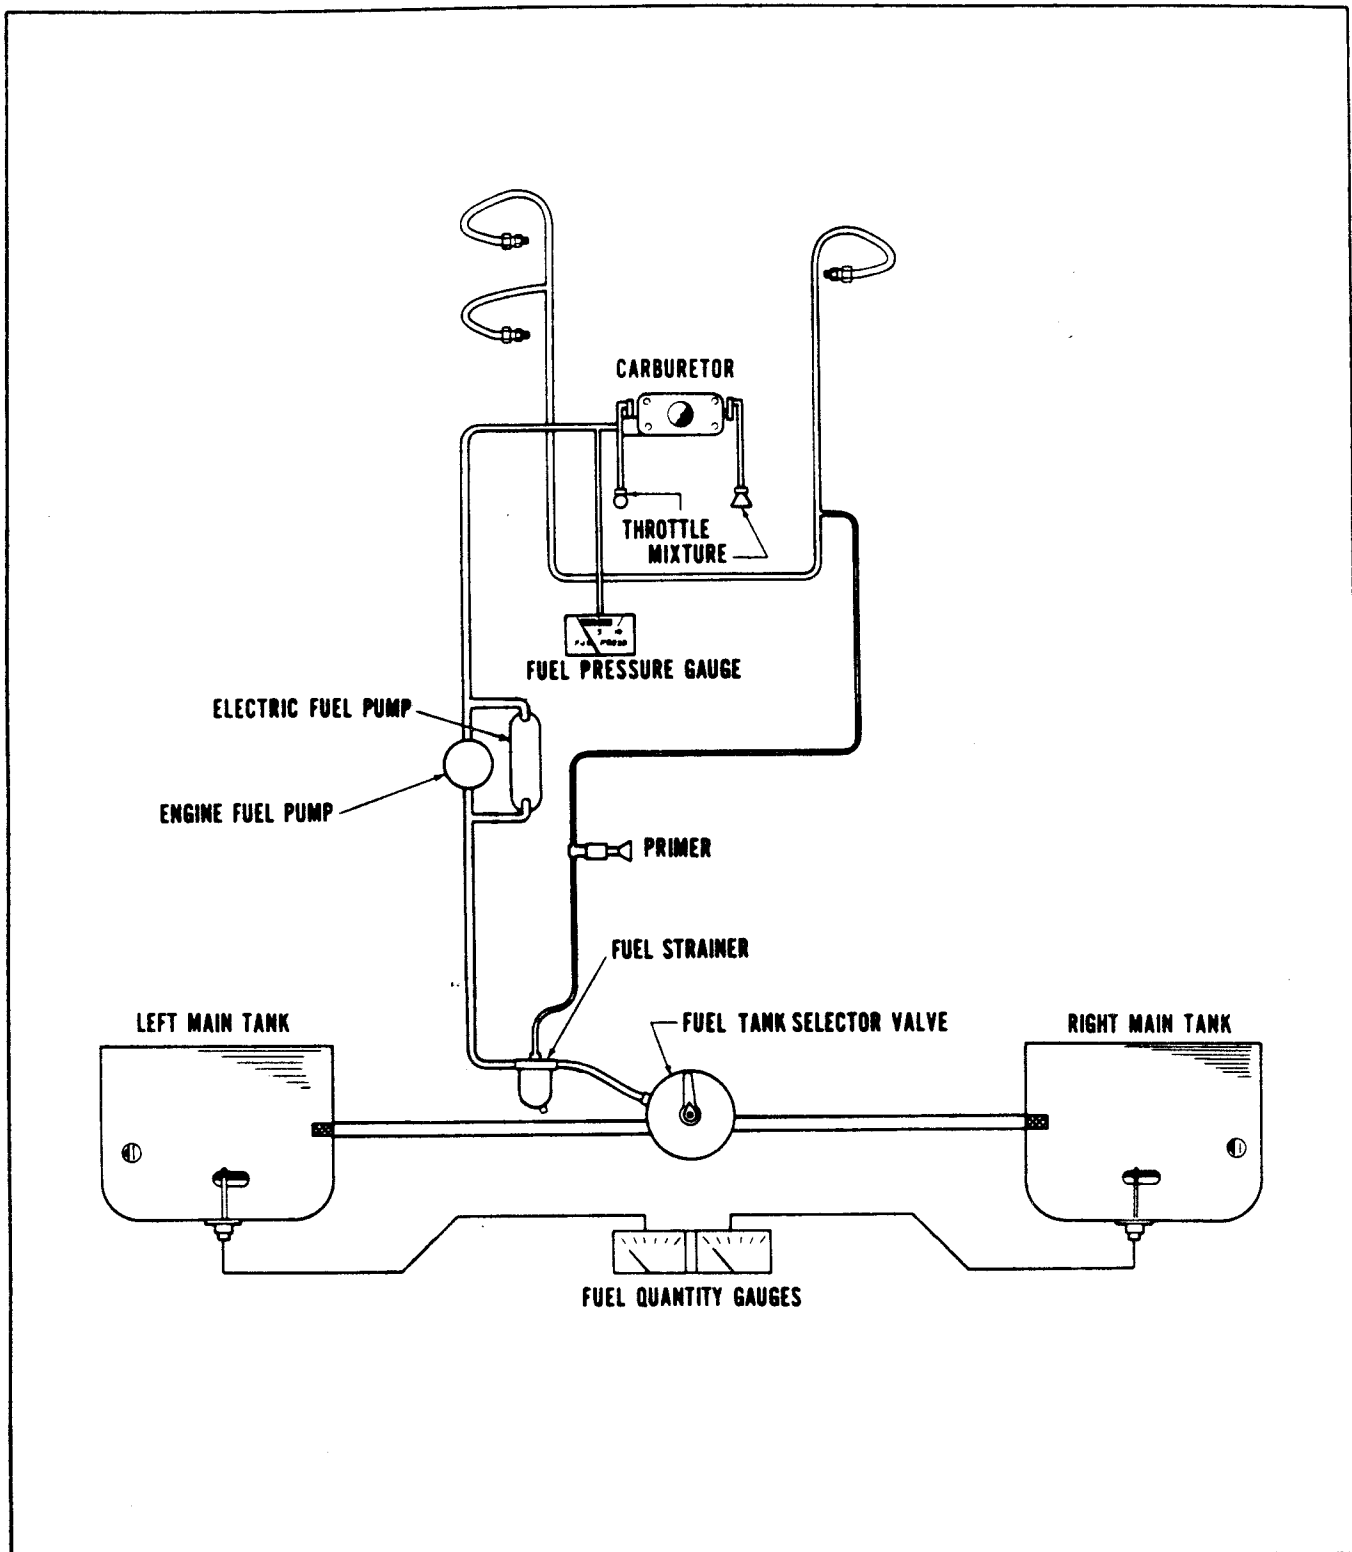 CARBURETOR
THROTTLE
MIXTURE
FUEL PRESSURE GAUGE
ELECTRIC FUEL PUMP
ENGINE FUEL PUMP
PRIMER
FUEL STRAINER
LEFT MAIN TANK
FUEL TANK SELECTOR VALVE
RIGHT MAIN TANK
FUEL QUANTITY GAUGES